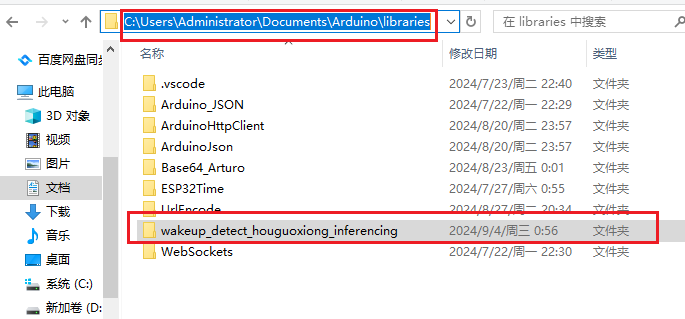 C:\Users\Administrator\Documents\Arduino\libraries
在 libraries 中搜索
名称 修改日期 类型
百度网盘同步
此电脑
3D 对象
视频
图片
文档
下载
音乐
桌面
系统 (C:)
新加卷 (D:
.vscode 2024/7/23/周二 22:40 文件夹
Arduino_JSON 2024/7/22/周一 22:29 文件夹
ArduinoHttpClient 2024/8/20/周二 23:57 文件夹
ArduinoJson 2024/8/20/周二 23:57 文件夹
Base64_Arturo 2024/8/23/周五 0:01 文件夹
ESP32Time 2024/7/27/周六 0:55 文件夹
UrlEncode 2024/8/27/周二 20:34 文件夹
wakeup_detect_houguoxiong_inferencing 2024/9/4/周三 0:56 文件夹
WebSockets 2024/7/22/周一 22:30 文件夹